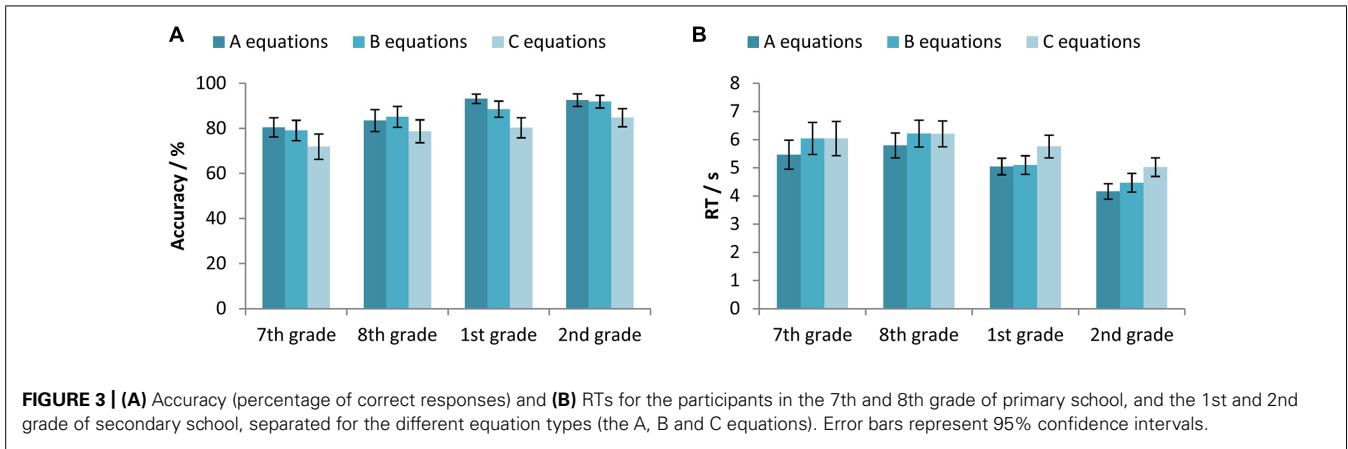 A
A equations B equations C equations
Accuracy / %
100
80
60
40
20
0
7th grade 8th grade 1st grade 2nd grade
B
A equations B equations C equations
RT / s
8
7
6
5
4
3
2
1
0
7th grade 8th grade 1st grade 2nd grade
FIGURE 3 | (A) Accuracy (percentage of correct responses) and (B) RTs for the participants in the 7th and 8th grade of primary school, and the 1st and 2nd
grade of secondary school, separated for the different equation types (the A, B and C equations). Error bars represent 95% confidence intervals.